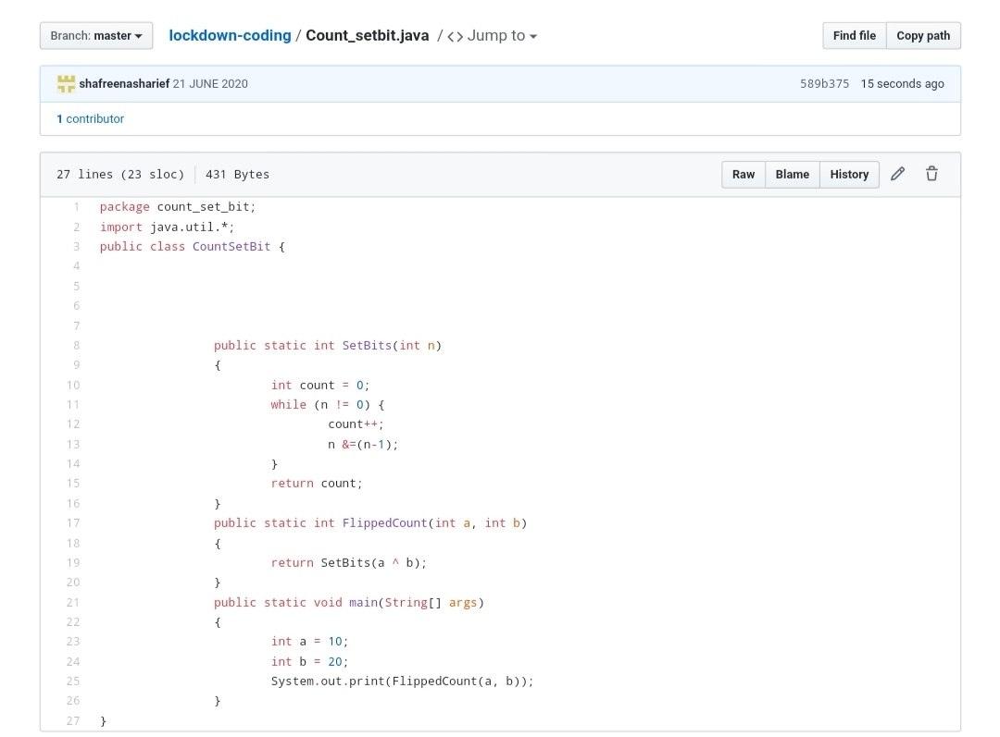 Branch: master
lockdown-coding / Count_setbit.java / <> Jump to
Find file
Copy path
shafreenasharief 21 JUNE 2020
589b375 15 seconds ago
1 contributor
27 lines (23 sloc) 431 Bytes
Raw
Blame
History
1 package count_set_bit;
2 import java.util.*;
3 public class CountSetBit {
4
5
6
7
8 public static int SetBits(int n)
9 {
10 int count = 0;
11 while (n != 0) {
12 count++;
13 n &=(n-1);
14 }
15 return count;
16 }
17 public static int FlippedCount(int a, int b)
18 {
19 return SetBits(a ^ b);
20 }
21 public static void main(String[] args)
22 {
23 int a = 10;
24 int b = 20;
25 System.out.print(FlippedCount(a, b));
26 }
27 }